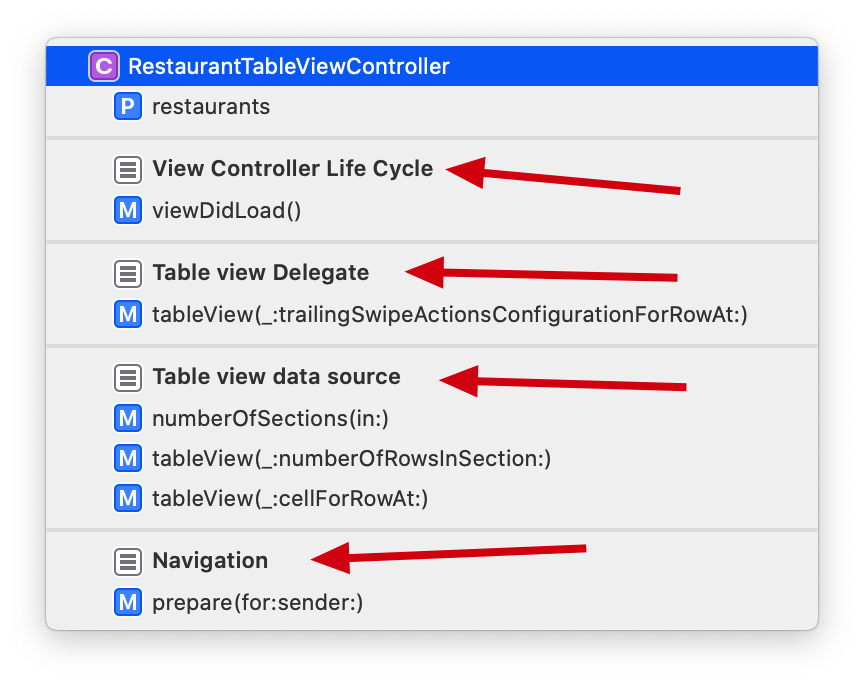 C RestaurantTableViewController
P restaurants
View Controller Life Cycle
M viewDidLoad()
Table view Delegate
M tableView(_:trailingSwipeActionsConfigurationForRowAt:)
Table view data source
M numberOfSections(in:)
M tableView(_:numberOfRowsInSection:)
M tableView(_:cellForRowAt:)
Navigation
M prepare(for:sender:)